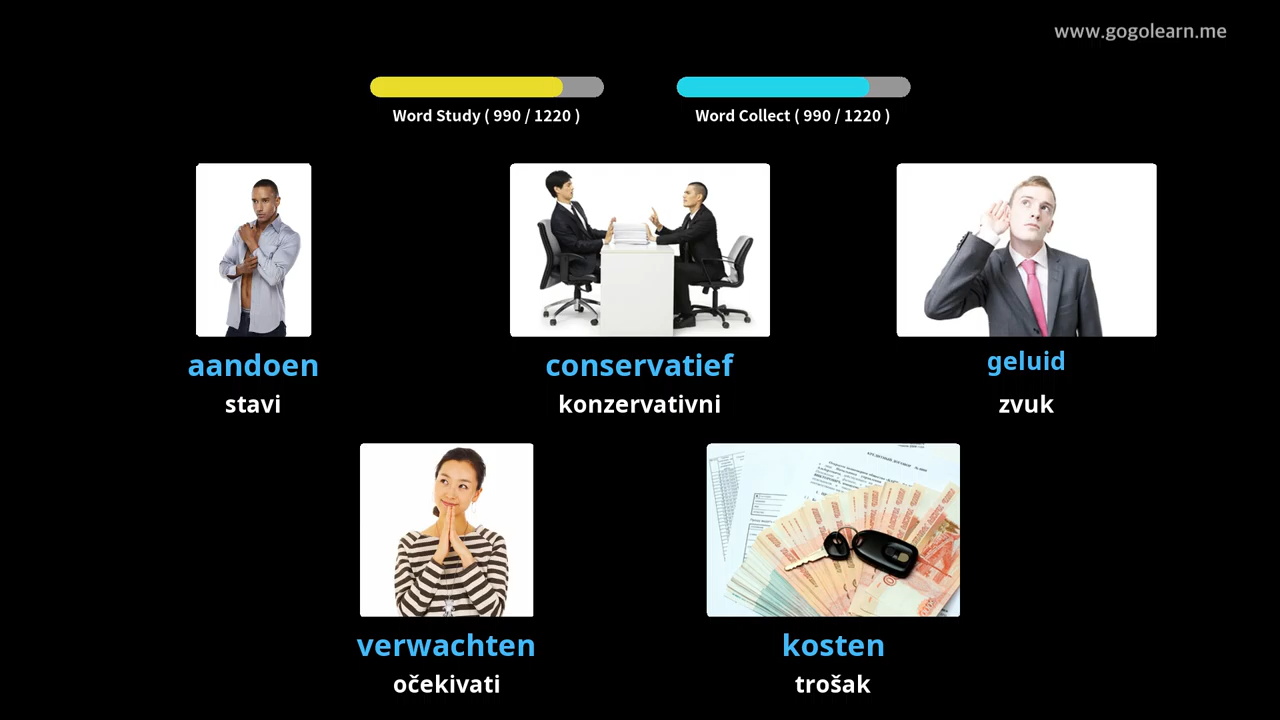 www.gogolearn.me
Word Study ( 990 / 1220 )
Word Collect ( 990 / 1220 )
aandoen
stavi
conservatief
konzervativni
geluid
zvuk
verwachten
očekivati
kosten
trošak